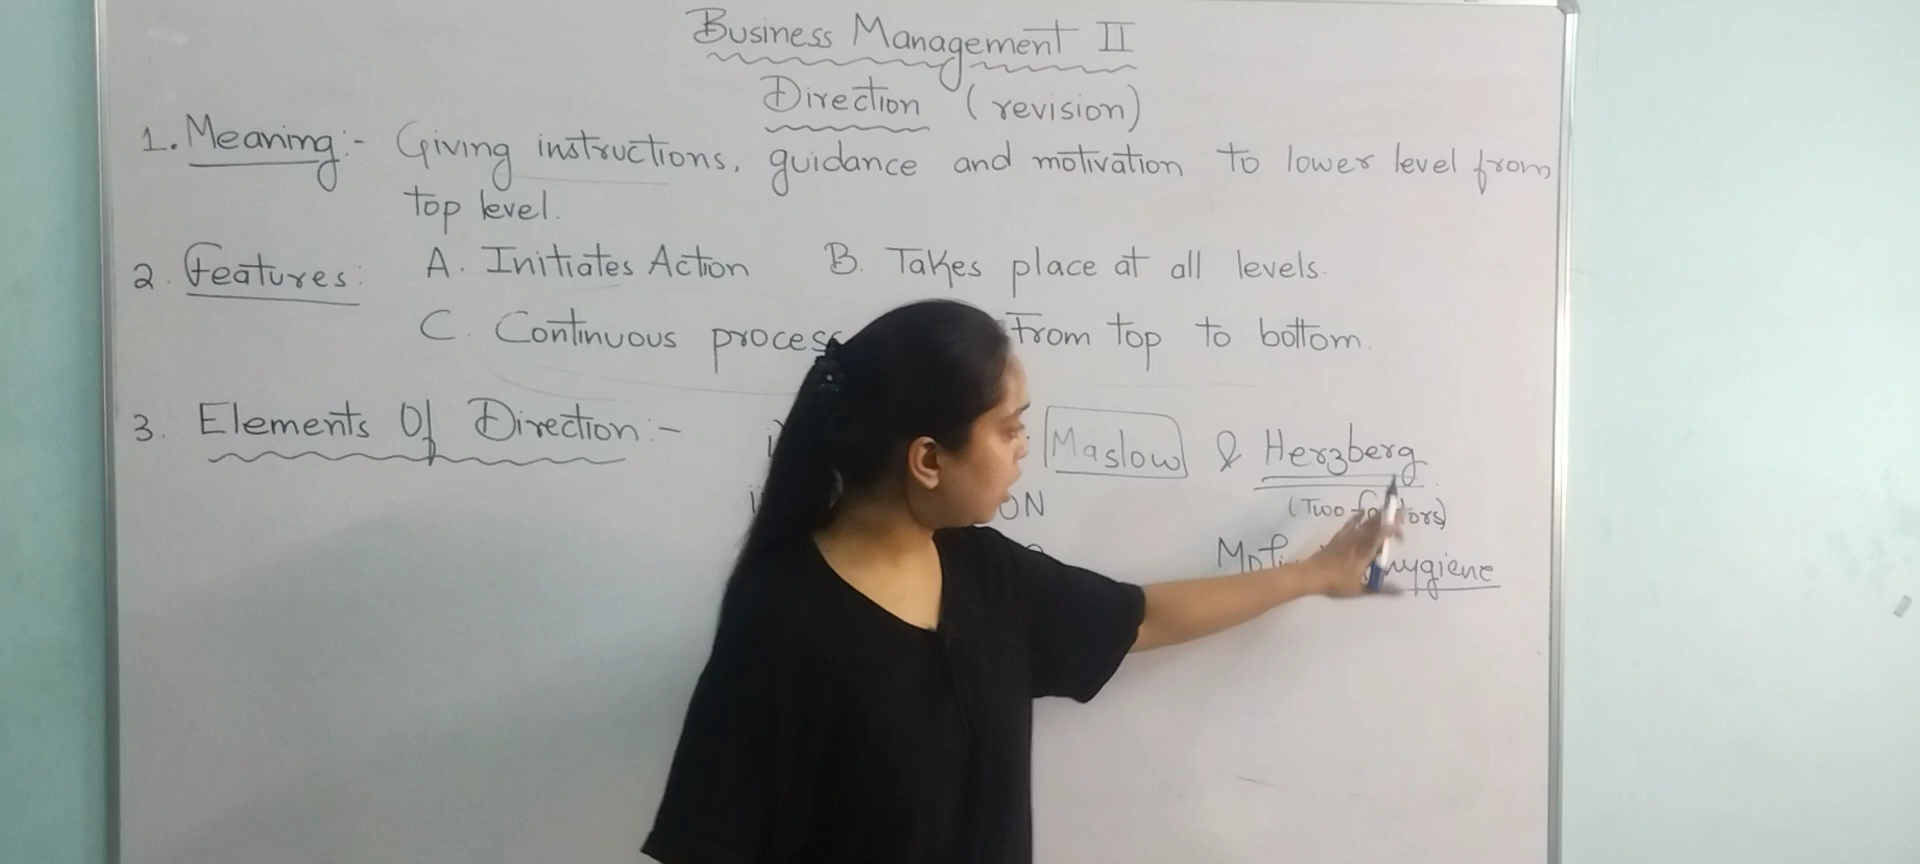 Business Management II
Direction (revision)
1. Meaning:- Giving instructions, guidance and motivation to lower level from
top level.
2. Features: A. Initiates Action B. Takes place at all levels.
C. Continuous process From top to bottom.
3. Elements Of Direction:- Maslow & Herzberg
(Two factors)
hygiene